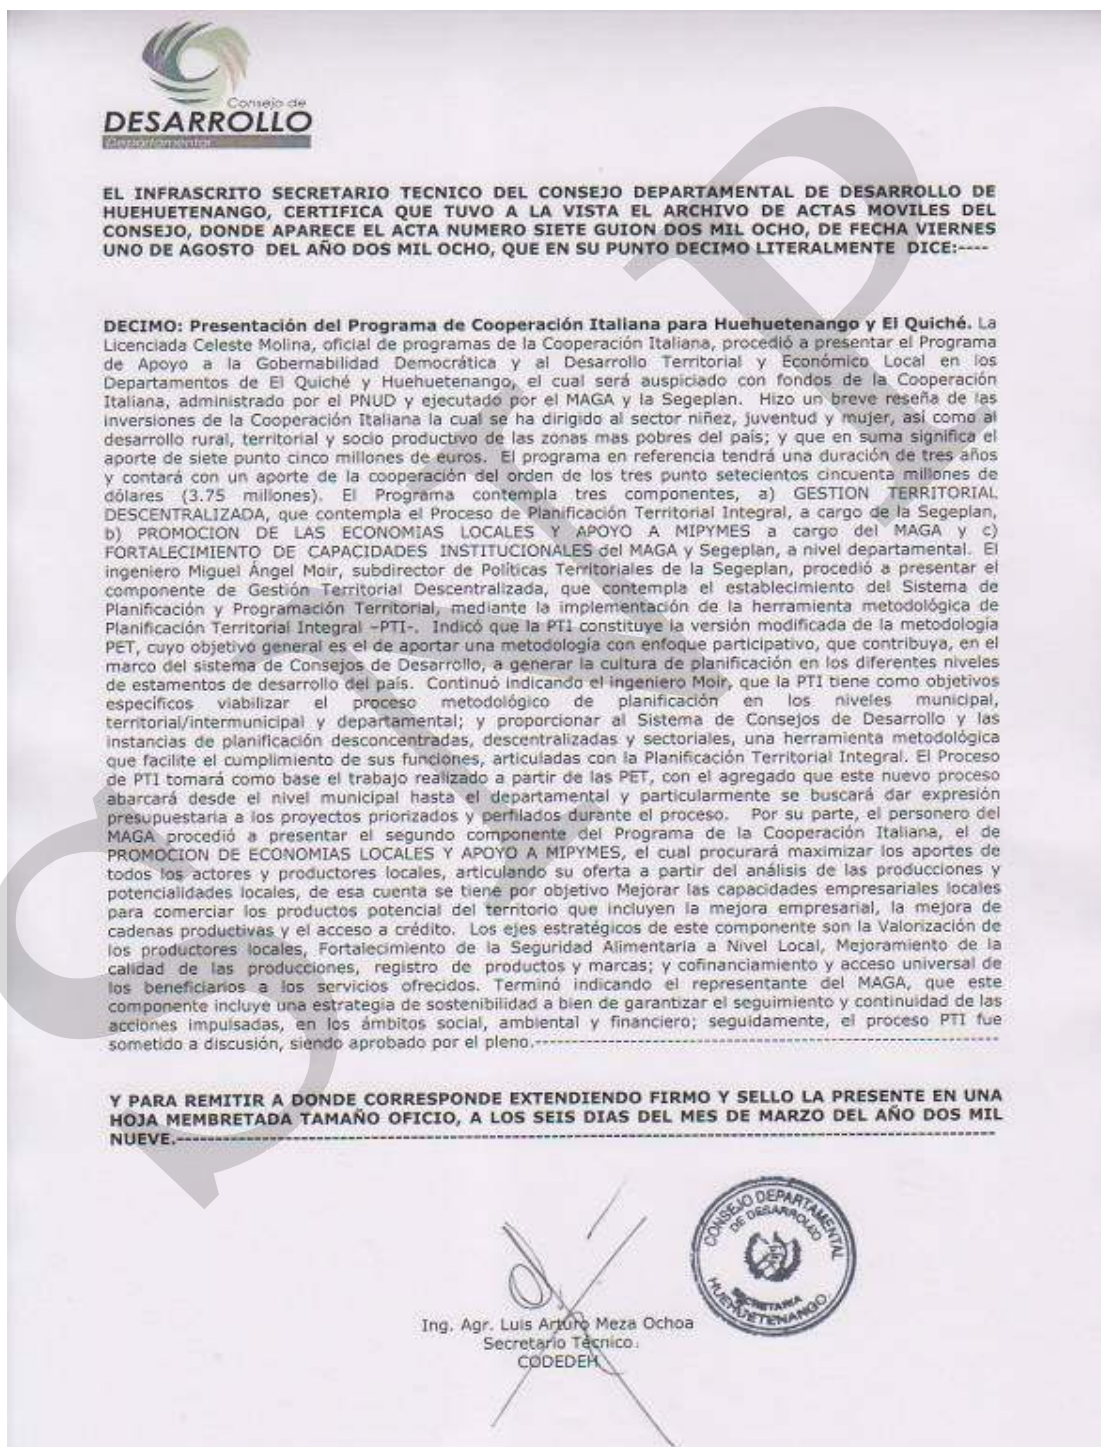 Consejo de
DESARROLLO
Departamental
EL INFRASCRITO SECRETARIO TECNICO DEL CONSEJO DEPARTAMENTAL DE DESARROLLO DE
HUEHUETENANGO, CERTIFICA QUE TUVO A LA VISTA EL ARCHIVO DE ACTAS MOVILES DEL
CONSEJO, DONDE APARECE EL ACTA NUMERO SIETE GUION DOS MIL OCHO, DE FECHA VIERNES
UNO DE AGOSTO DEL AÑO DOS MIL OCHO, QUE EN SU PUNTO DECIMO LITERALMENTE DICE:----
DECIMO: Presentación del Programa de Cooperación Italiana para Huehuetenango y El Quiché. La
Licenciada Celeste Molina, oficial de programas de la Cooperación Italiana, procedió a presentar el Programa
de Apoyo a la Gobernabilidad Democrática y al Desarrollo Territorial y Económico Local en los
Departamentos de El Quiché y Huehuetenango, el cual será auspiciado con fondos de la Cooperación
Italiana, administrado por el PNUD y ejecutado por el MAGA y la Segeplan. Hizo un breve reseña de las
inversiones de la Cooperación Italiana la cual se ha dirigido al sector niñez, juventud y mujer, así como al
desarrollo rural, territorial y socio productivo de las zonas mas pobres del país; y que en suma significa el
aporte de siete punto cinco millones de euros. El programa en referencia tendrá una duración de tres años
y contará con un aporte de la cooperación del orden de los tres punto setecientos cincuenta millones de
dólares (3.75 millones). El Programa contempla tres componentes, a) GESTION TERRITORIAL
DESCENTRALIZADA, que contempla el Proceso de Planificación Territorial Integral, a cargo de la Segeplan,
b) PROMOCION DE LAS ECONOMIAS LOCALES Y APOYO A MIPYMES a cargo del MAGA y c)
FORTALECIMIENTO DE CAPACIDADES INSTITUCIONALES del MAGA y Segeplan, a nivel departamental. El
ingeniero Miguel Ángel Moir, subdirector de Políticas Territoriales de la Segeplan, procedió a presentar el
componente de Gestión Territorial Descentralizada, que contempla el establecimiento del Sistema de
Planificación y Programación Territorial, mediante la implementación de la herramienta metodológica de
Planificación Territorial Integral –PTI-. Indicó que la PTI constituye la versión modificada de la metodología
PET, cuyo objetivo general es el de aportar una metodología con enfoque participativo, que contribuya, en el
marco del sistema de Consejos de Desarrollo, a generar la cultura de planificación en los diferentes niveles
de estamentos de desarrollo del país. Continuó indicando el ingeniero Moir, que la PTI tiene como objetivos
específicos viabilizar el proceso metodológico de planificación en los niveles municipal,
territorial/intermunicipal y departamental; y proporcionar al Sistema de Consejos de Desarrollo y las
instancias de planificación desconcentradas, descentralizadas y sectoriales, una herramienta metodológica
que facilite el cumplimiento de sus funciones, articuladas con la Planificación Territorial Integral. El Proceso
de PTI tomará como base el trabajo realizado a partir de las PET, con el agregado que este nuevo proceso
abarcará desde el nivel municipal hasta el departamental y particularmente se buscará dar expresión
presupuestaria a los proyectos priorizados y perfilados durante el proceso. Por su parte, el personero del
MAGA procedió a presentar el segundo componente del Programa de la Cooperación Italiana, el de
PROMOCION DE ECONOMIAS LOCALES Y APOYO A MIPYMES, el cual procurará maximizar los aportes de
todos los actores y productores locales, articulando su oferta a partir del análisis de las producciones y
potencialidades locales, de esa cuenta se tiene por objetivo Mejorar las capacidades empresariales locales
para comerciar los productos potencial del territorio que incluyen la mejora empresarial, la mejora de
cadenas productivas y el acceso a crédito. Los ejes estratégicos de este componente son la Valorización de
los productores locales, Fortalecimiento de la Seguridad Alimentaria a Nivel Local, Mejoramiento de la
calidad de las producciones, registro de productos y marcas; y cofinanciamiento y acceso universal de
los beneficiarios a los servicios ofrecidos. Terminó indicando el representante del MAGA, que este
componente incluye una estrategia de sostenibilidad a bien de garantizar el seguimiento y continuidad de las
acciones impulsadas, en los ámbitos social, ambiental y financiero; seguidamente, el proceso PTI fue
sometido a discusión, siendo aprobado por el pleno.----------------------------------------------------------
Y PARA REMITIR A DONDE CORRESPONDE EXTENDIENDO FIRMO Y SELLO LA PRESENTE EN UNA
HOJA MEMBRETADA TAMAÑO OFICIO, A LOS SEIS DIAS DEL MES DE MARZO DEL AÑO DOS MIL
NUEVE.----------------------------------------------------------------------------------------------------
CONSEJO DEPARTAMENTAL
DE DESARROLLO
SECRETARIA
HUEHUETENANGO.
Ing. Agr. Luis Arturo Meza Ochoa
Secretario Técnico
CODEDEH